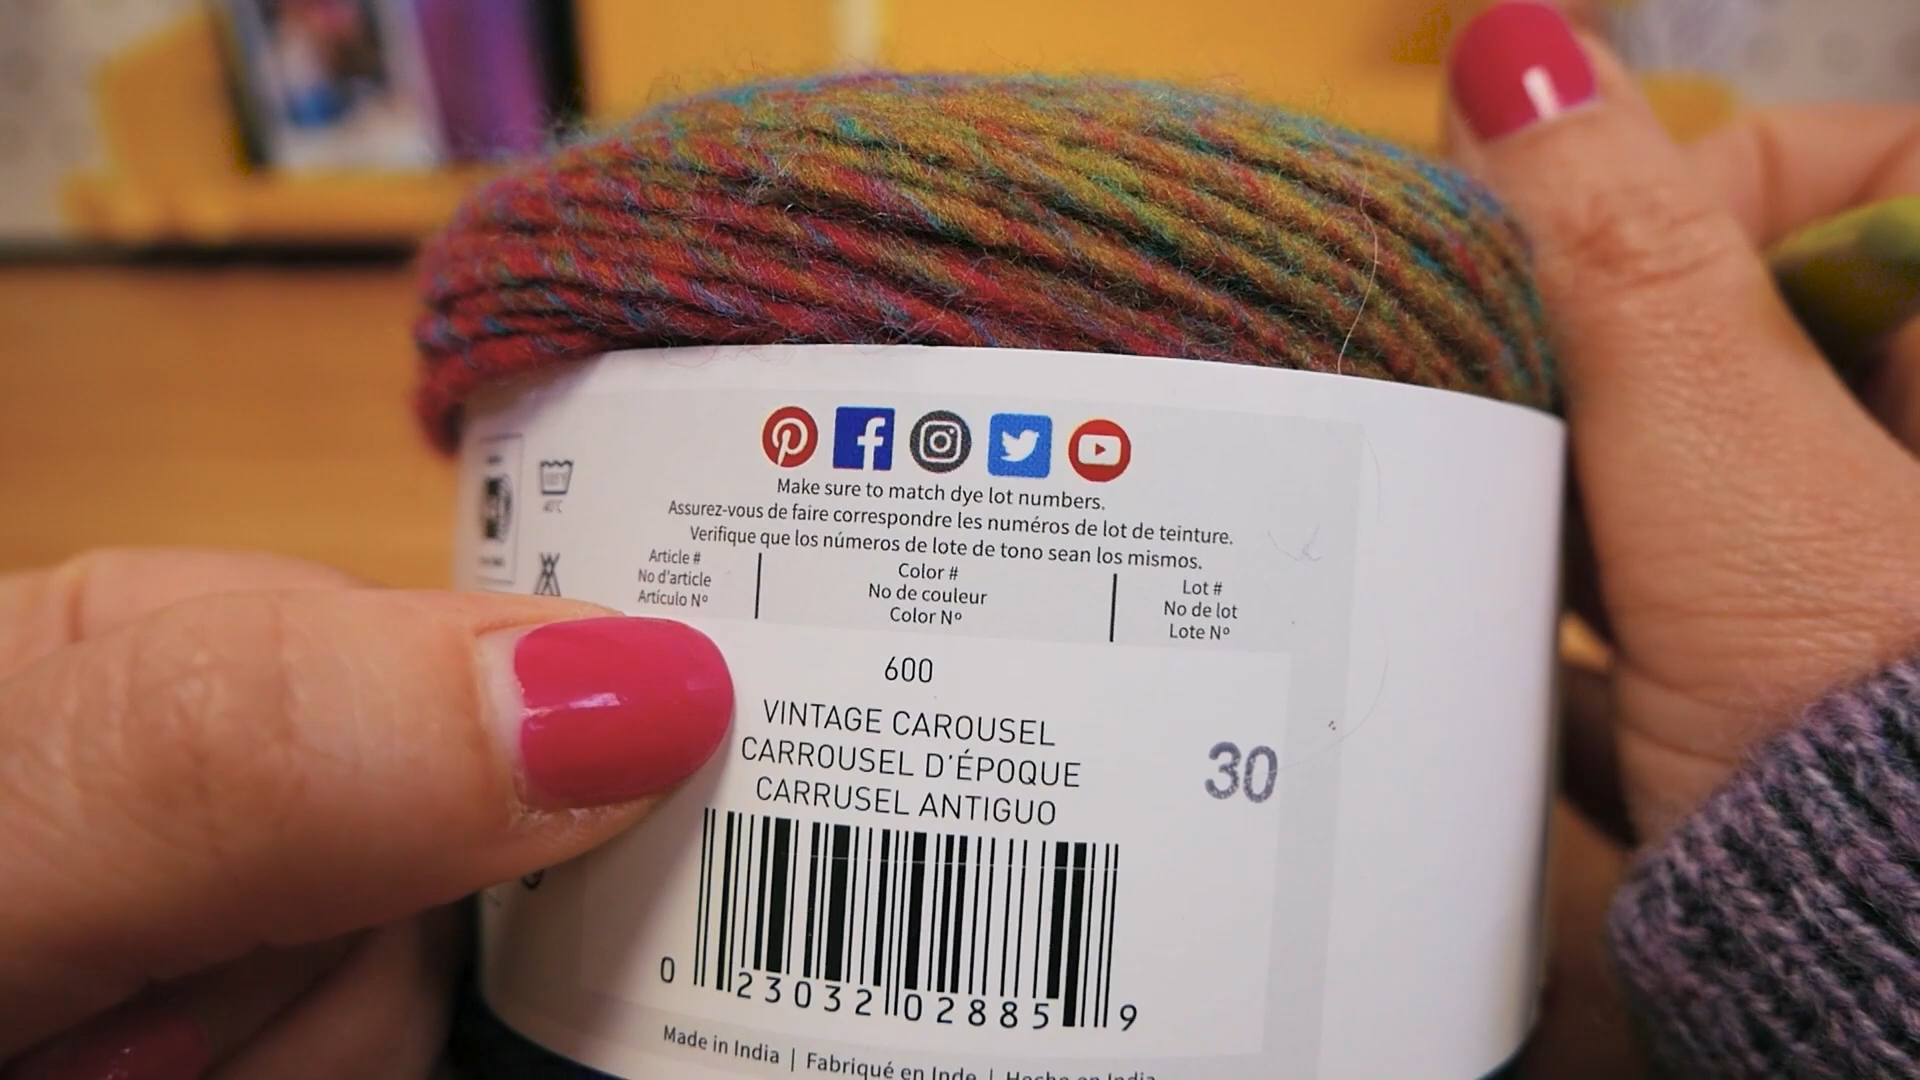 Make sure to match dye lot numbers.
Assurez-vous de faire correspondre les numéros de lot de teinture.
Verifique que los números de lote de tono sean los mismos.
Article #
No d'article
Artículo Nº
Color #
No de couleur
Color Nº
Lot #
No de lot
Lote Nº
600
VINTAGE CAROUSEL
CARROUSEL D'ÉPOQUE
CARRUSEL ANTIGUO
30
0 23032 02885 9
Made in India | Fabriqué en Inde | Hecho en India